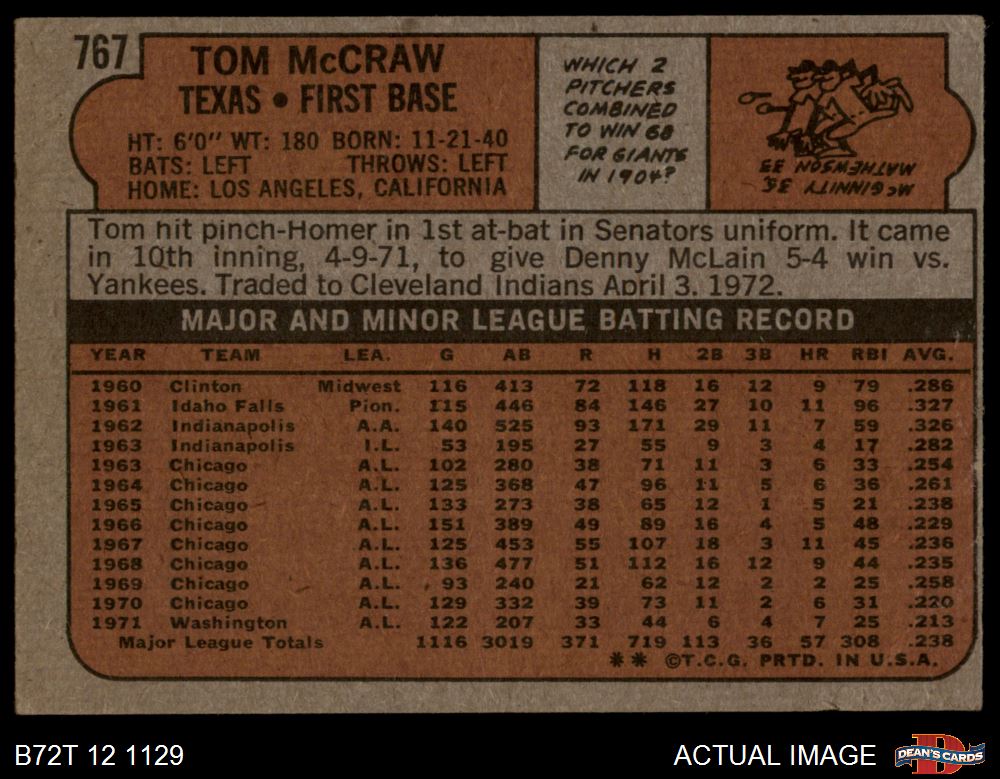 767
TOM McCRAW
TEXAS • FIRST BASE
HT: 6'0" WT: 180 BORN: 11-21-40
BATS: LEFT THROWS: LEFT
HOME: LOS ANGELES, CALIFORNIA
WHICH 2
PITCHERS
COMBINED
TO WIN 68
FOR GIANTS
IN 1904?
McGINNITY 35
MATHEWSON 33
Tom hit pinch-Homer in 1st at-bat in Senators uniform. It came
in 10th inning, 4-9-71, to give Denny McLain 5-4 win vs.
Yankees. Traded to Cleveland Indians April 3, 1972.
MAJOR AND MINOR LEAGUE BATTING RECORD
YEAR TEAM LEA. G AB R H 2B 3B HR RBI AVG.
1960 Clinton Midwest 116 413 72 118 16 12 9 79 .286
1961 Idaho Falls Pion. 115 446 84 146 27 10 11 96 .327
1962 Indianapolis A.A. 140 525 93 171 29 11 7 59 .326
1963 Indianapolis I.L. 53 195 27 55 9 3 4 17 .282
1963 Chicago A.L. 102 280 38 71 11 3 6 33 .254
1964 Chicago A.L. 125 368 47 96 11 5 6 36 .261
1965 Chicago A.L. 133 273 38 65 12 1 5 21 .238
1966 Chicago A.L. 151 389 49 89 16 4 5 48 .229
1967 Chicago A.L. 125 453 55 107 18 3 11 45 .236
1968 Chicago A.L. 136 477 51 112 16 12 9 44 .235
1969 Chicago A.L. 93 240 21 62 12 2 2 25 .258
1970 Chicago A.L. 129 332 39 73 11 2 6 31 .220
1971 Washington A.L. 122 207 33 44 6 4 7 25 .213
Major League Totals 1116 3019 371 719 113 36 57 308 .238
** ©T.C.G. PRTD. IN U.S.A.
B72T 12 1129
ACTUAL IMAGE
DEAN'S CARDS